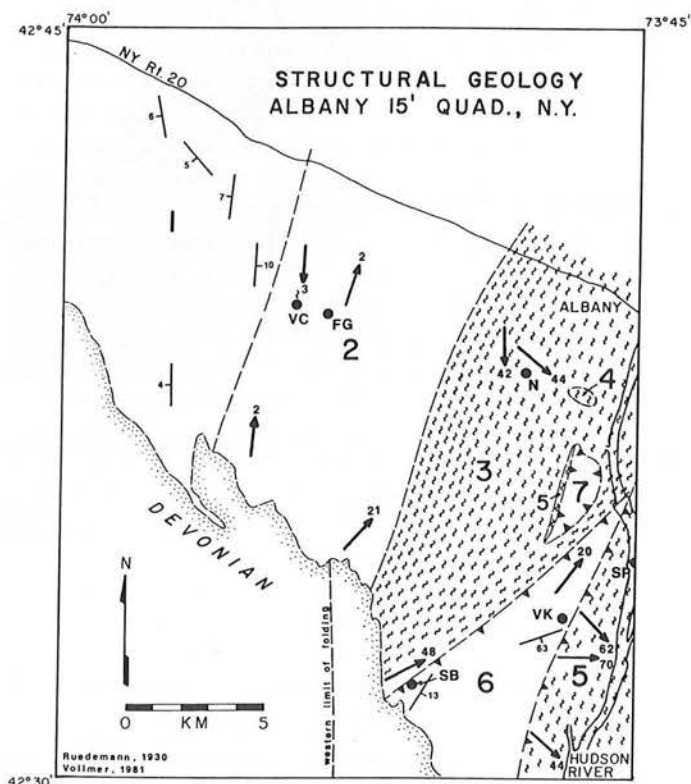 74°00'
73°45'
42°45'
NY Rt. 20
STRUCTURAL GEOLOGY
ALBANY 15' QUAD., N.Y.
6
5
7
10
3
2
VC
FG
2
ALBANY
42
44
N
4
4
2
3
5
7
21
DEVONIAN
20
SP
N
VK
western limit of folding
63
62
70
48
SB
13
6
5
0 KM 5
44
HUDSON
RIVER
Ruedemann, 1930
Vollmer, 1981
42°30'